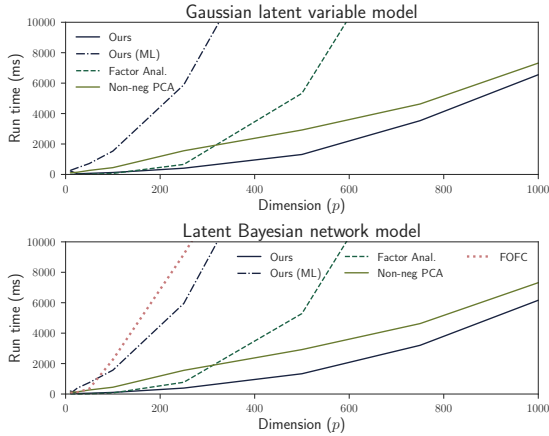 Gaussian latent variable model
10000
8000
6000
4000
2000
0
Run time (ms)
Ours
Ours (ML)
Factor Anal.
Non-neg PCA
0 200 400 600 800 1000
Dimension (p)
Latent Bayesian network model
10000
8000
6000
4000
2000
0
Run time (ms)
Ours Factor Anal. FOFC
Ours (ML) Non-neg PCA
0 200 400 600 800 1000
Dimension (p)